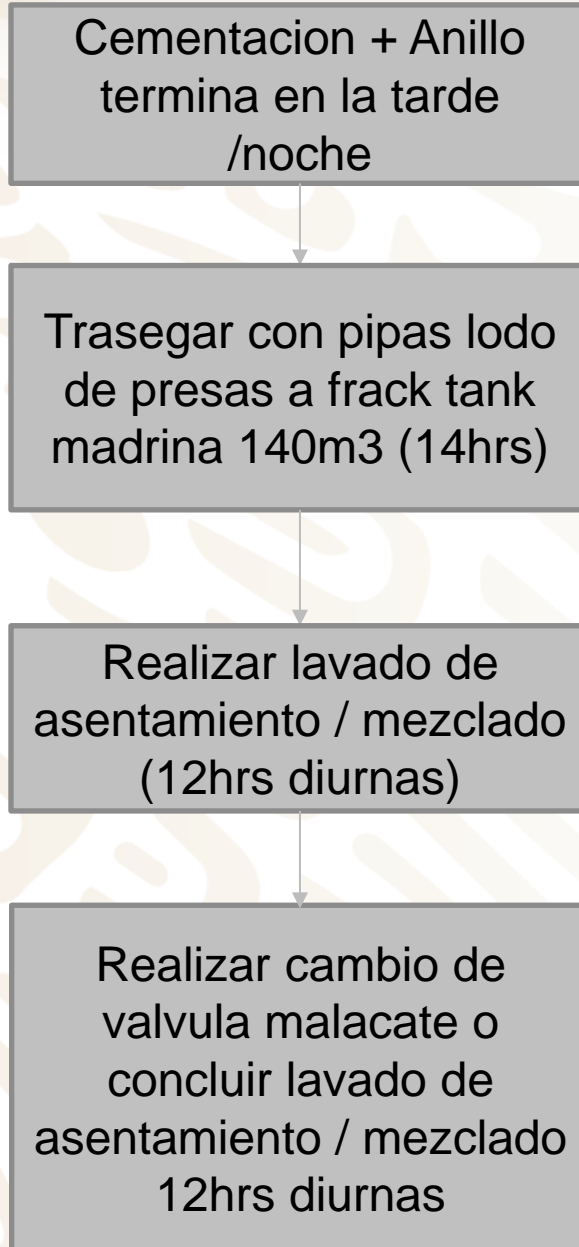 Cementacion + Anillo
termina en la tarde
/noche
Trasegar con pipas lodo
de presas a frack tank
madrina 140m3 (14hrs)
Realizar lavado de
asentamiento / mezclado
(12hrs diurnas)
Realizar cambio de
valvula malacate o
concluir lavado de
asentamiento / mezclado
12hrs diurnas